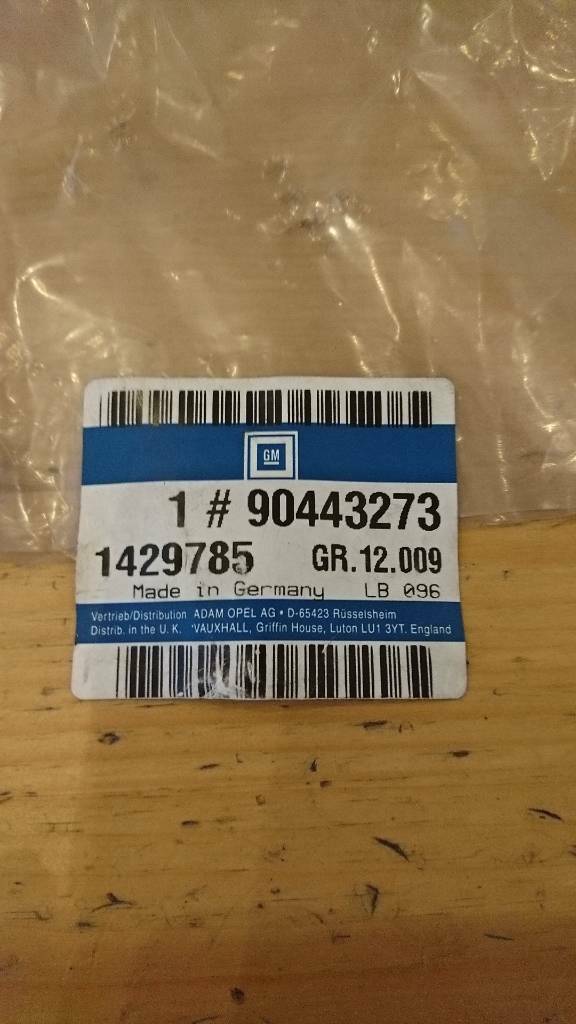 GM
1 # 90443273
1429785 GR.12.009
Made in Germany LB 096
Vertrieb/Distribution ADAM OPEL AG • D-65423 Rüsselsheim
Distrib. in the U. K. VAUXHALL, Griffin House, Luton LU1 3YT. England